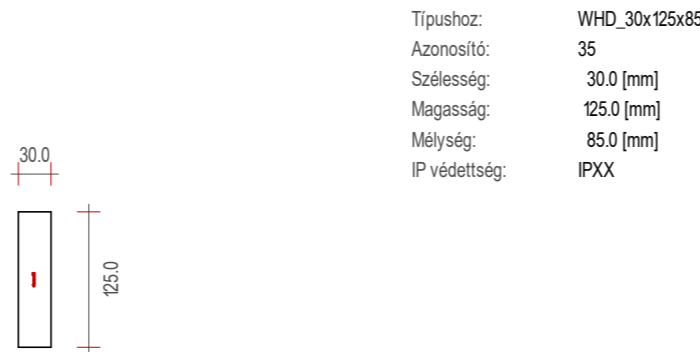 Típushoz: WHD_30x125x85
Azonosító: 35
Szélesség: 30.0 [mm]
Magasság: 125.0 [mm]
Mélység: 85.0 [mm]
IP védettség: IPXX
30.0
1
125.0